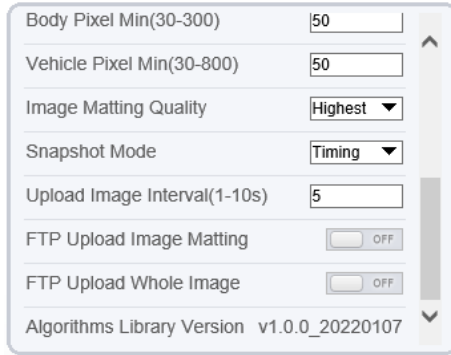 Body Pixel Min(30-300) 50
Vehicle Pixel Min(30-800) 50
Image Matting Quality Highest
Snapshot Mode Timing
Upload Image Interval(1-10s) 5
FTP Upload Image Matting OFF
FTP Upload Whole Image OFF
Algorithms Library Version v1.0.0_20220107